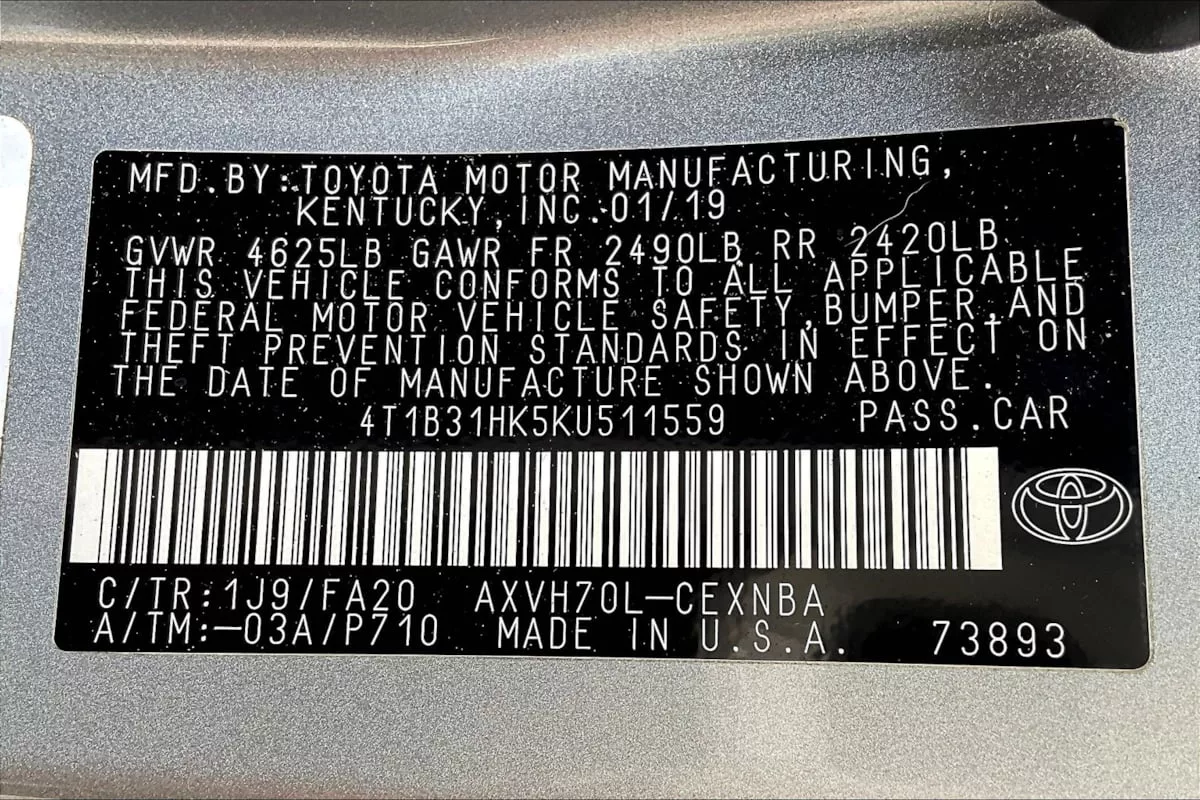 MFD.BY:TOYOTA MOTOR MANUFACTURING,
KENTUCKY,INC.01/19
GVWR 4625LB GAWR FR 2490LB RR 2420LB
THIS VEHICLE CONFORMS TO ALL APPLICABLE
FEDERAL MOTOR VEHICLE SAFETY,BUMPER,AND
THEFT PREVENTION STANDARDS IN EFFECT ON
THE DATE OF MANUFACTURE SHOWN ABOVE.
4T1B31HK5KU511559 PASS.CAR
C/TR:1J9/FA20 AXVH70L-CEXNBA
A/TM:-03A/P710 MADE IN U.S.A. 73893